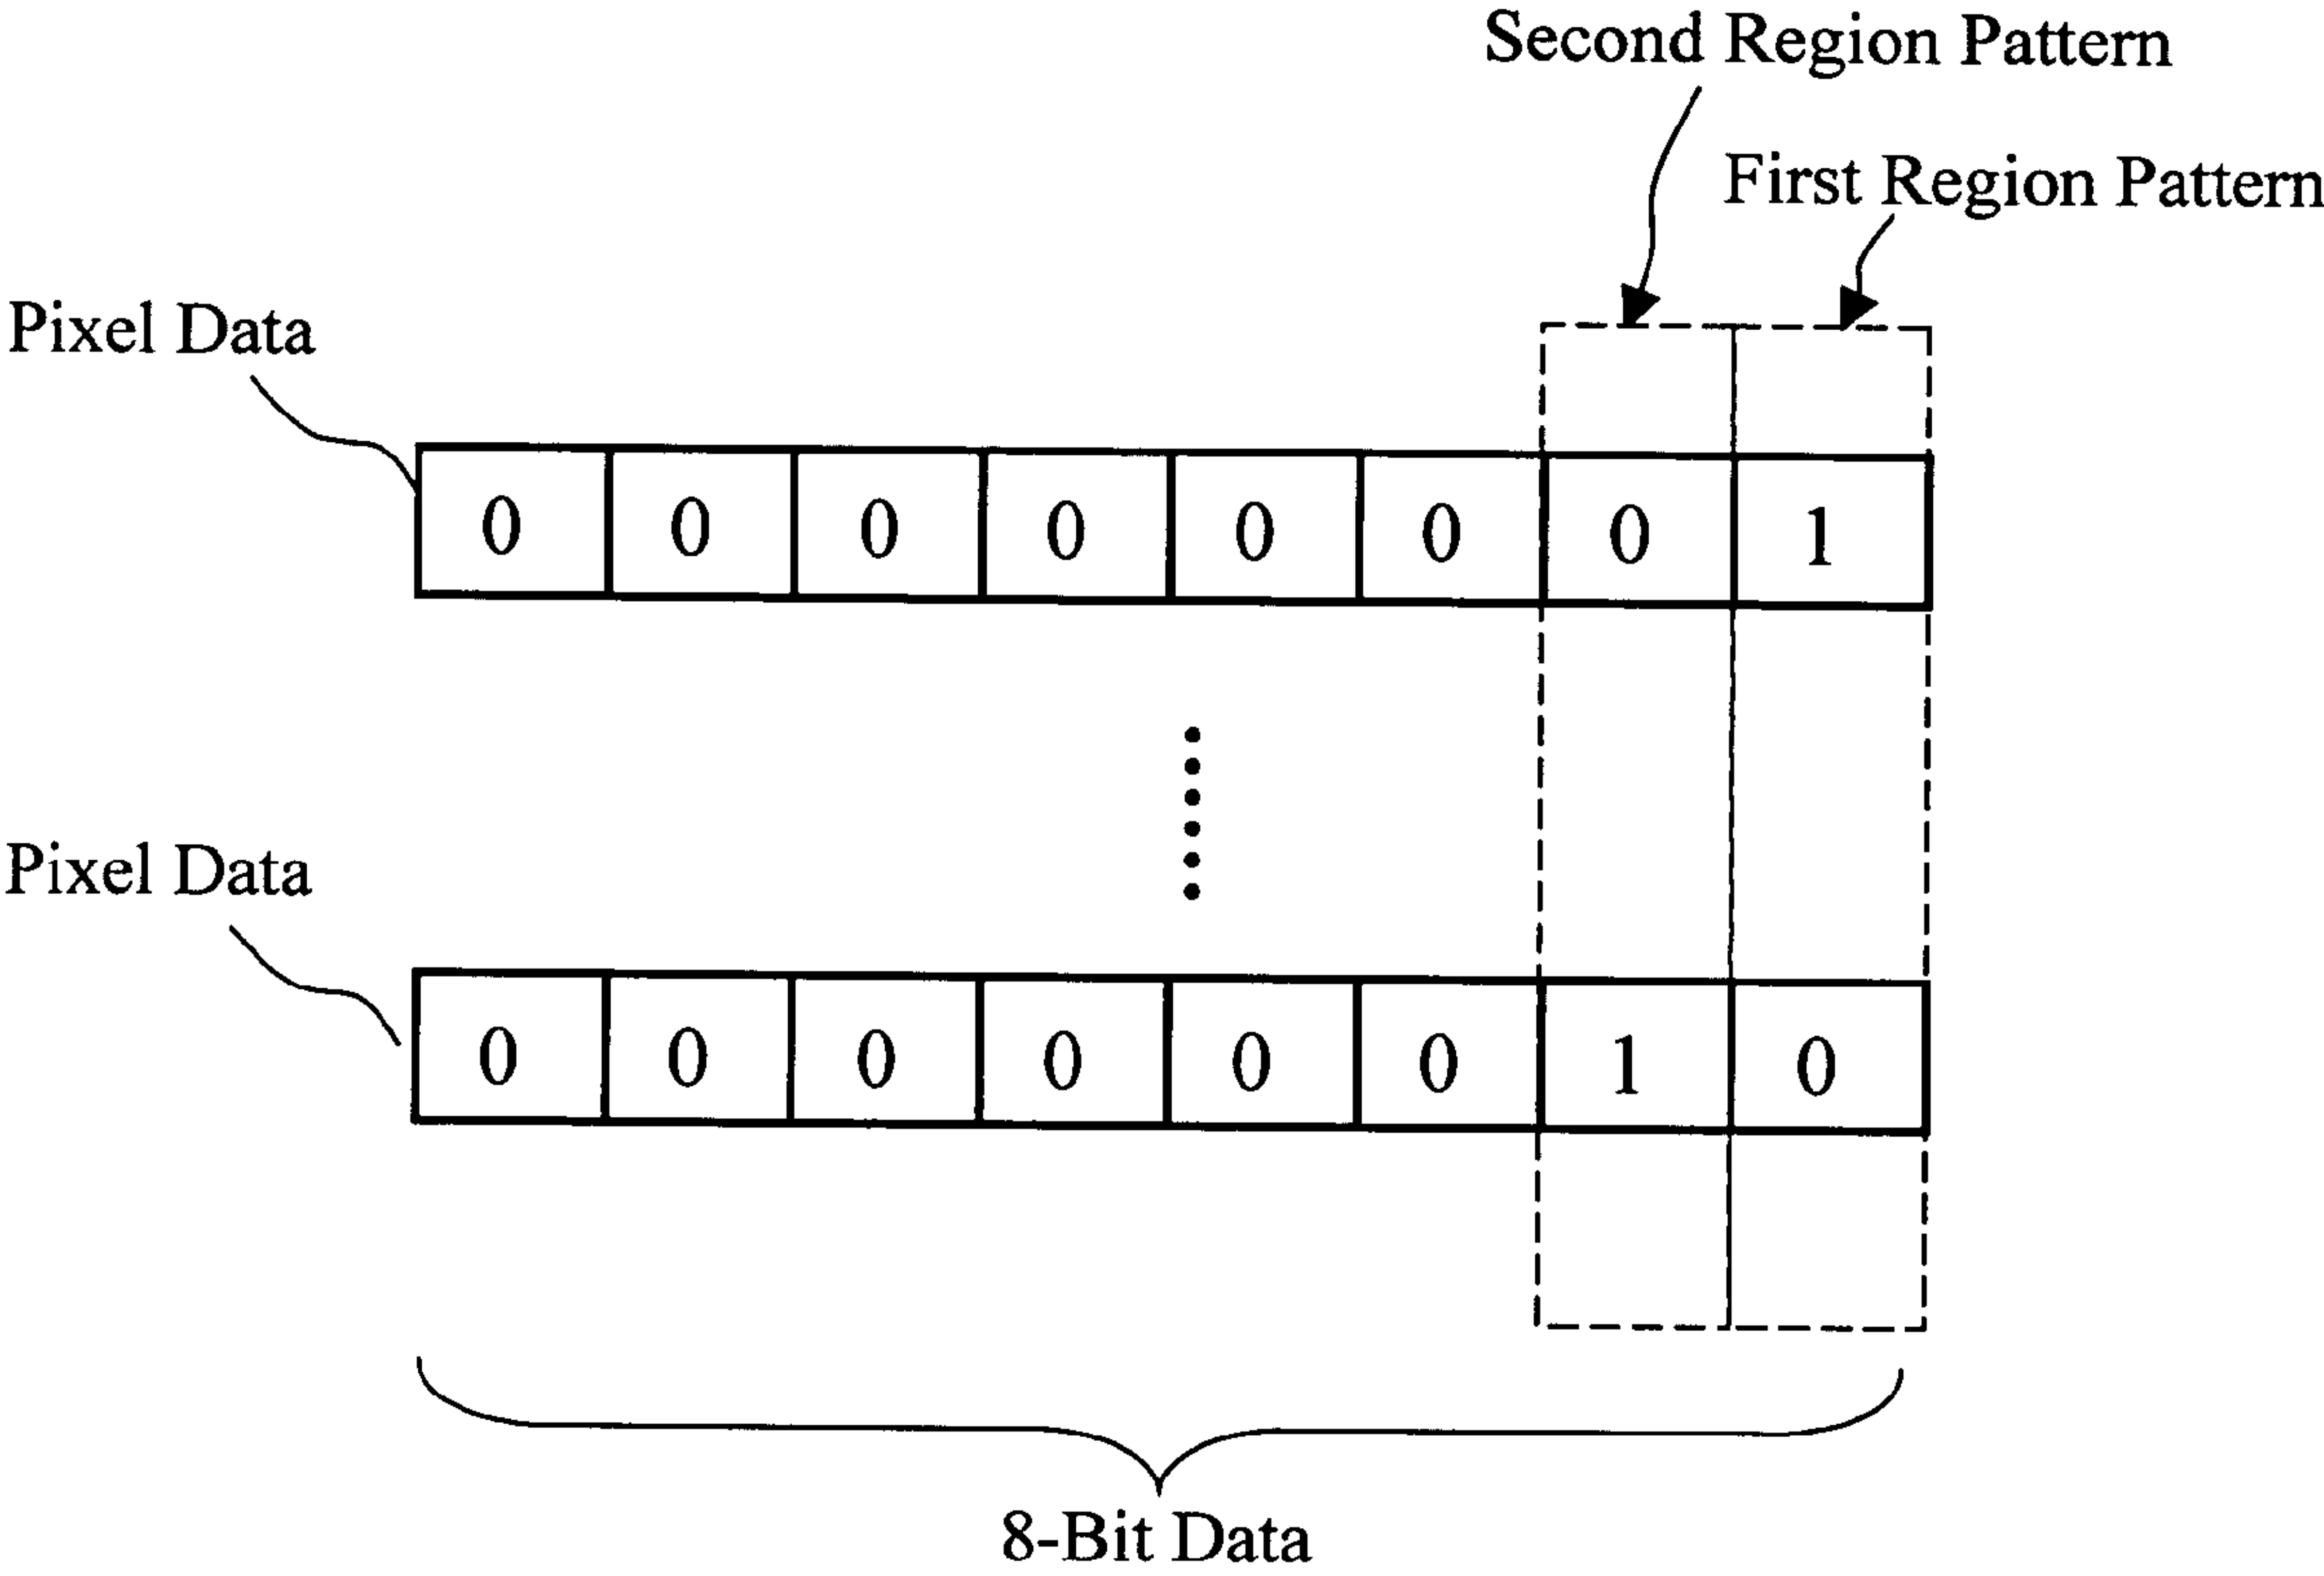 Second Region Pattern
First Region Pattern
Pixel Data
0 0 0 0 0 0 0 1
Pixel Data
0 0 0 0 0 0 1 0
8-Bit Data